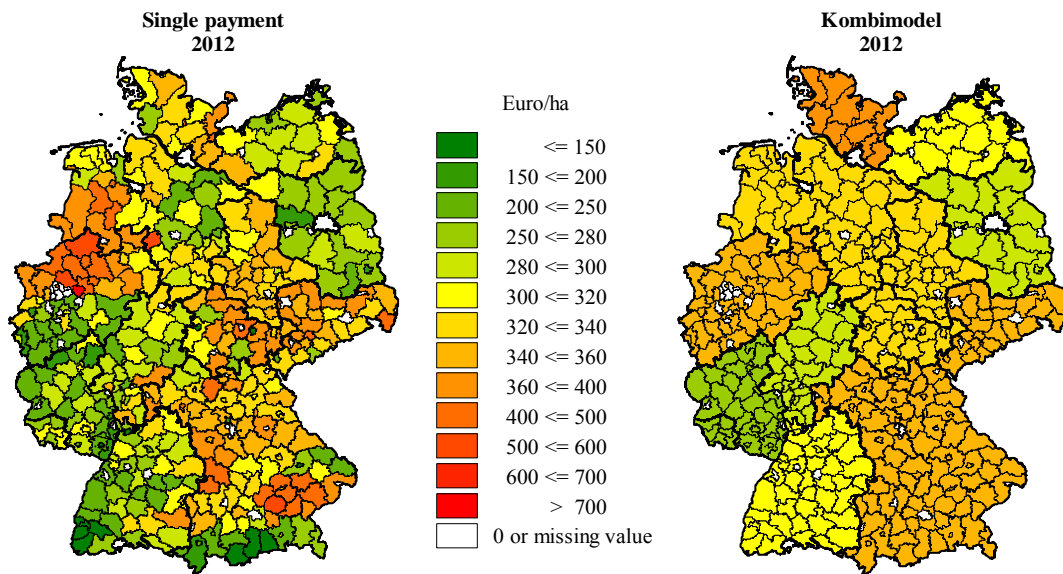 Single payment
2012
Kombimodel
2012
Euro/ha
<= 150
150 <= 200
200 <= 250
250 <= 280
280 <= 300
300 <= 320
320 <= 340
340 <= 360
360 <= 400
400 <= 500
500 <= 600
600 <= 700
> 700
0 or missing value